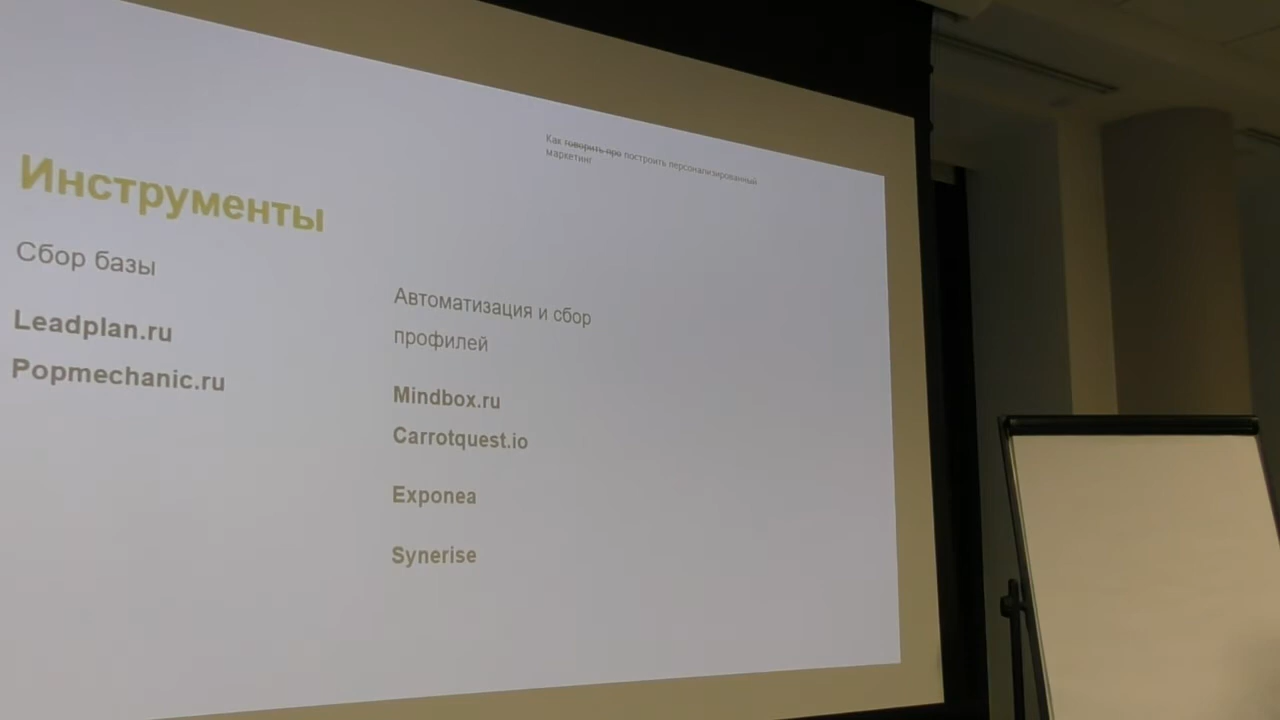 Как говорить про построить персонализированный
маркетинг
Инструменты
Сбор базы
Leadplan.ru
Popmechanic.ru
Автоматизация и сбор
профилей
Mindbox.ru
Carrotquest.io
Exponea
Synerise